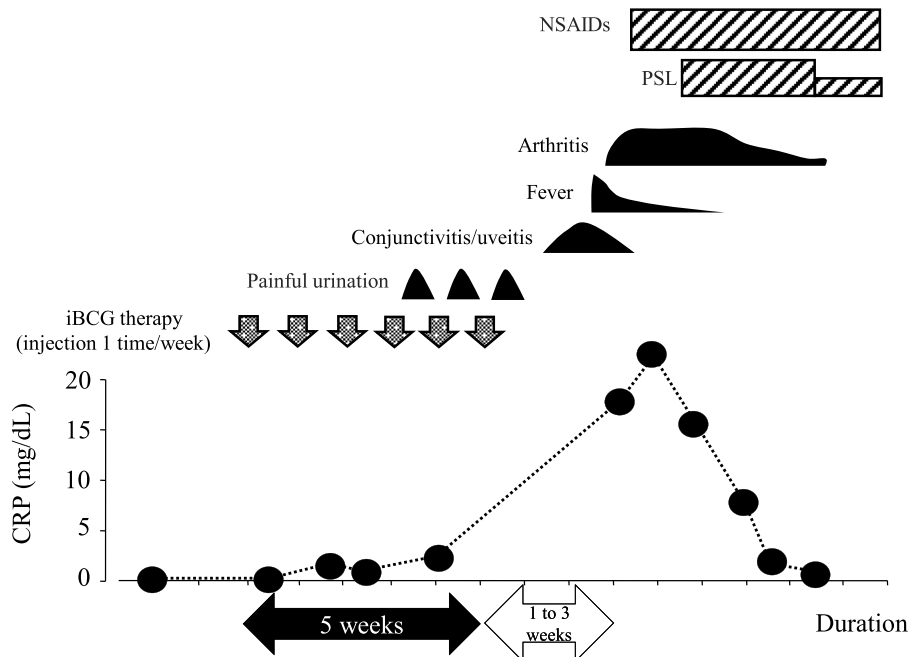 NSAIDs
PSL
Arthritis
Fever
Conjunctivitis/uveitis
Painful urination
iBCG therapy
(injection 1 time/week)
CRP (mg/dL)
20
15
10
5
0
5 weeks
1 to 3
weeks
Duration